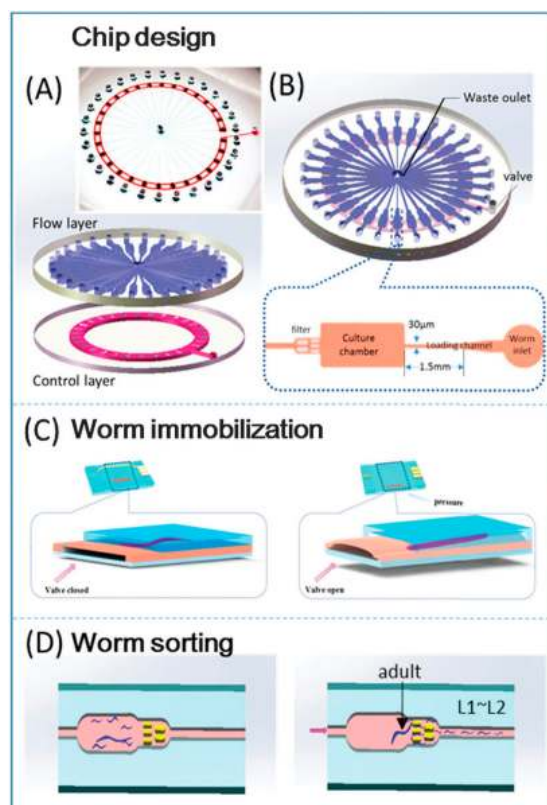 Chip design
(A)
(B)
Waste oulet
valve
Flow layer
Control layer
filter
Culture
chamber
30μm
Loading channel
1.5mm
Worm
inlet
(C) Worm immobilization
pressure
Valve closed
Valve open
(D) Worm sorting
adult
L1~L2